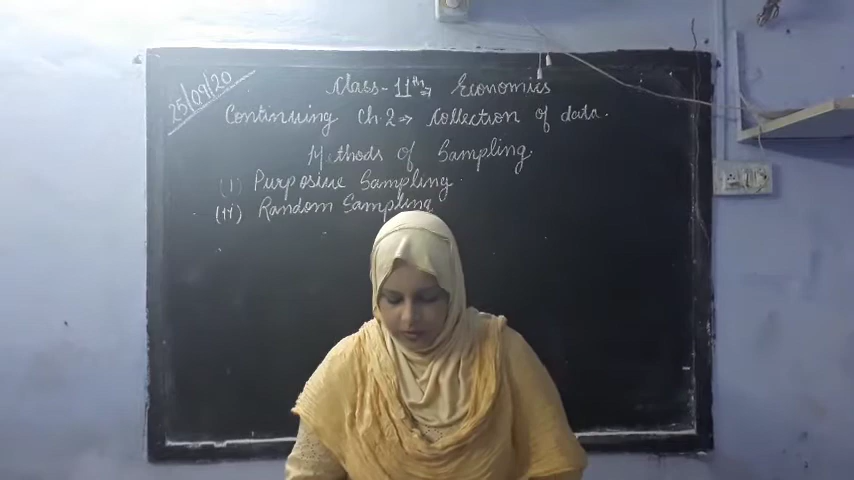 25/09/20
Class-11th⇒ Economics
Continuing Ch.2⇒ Collection of data.
Methods of Sampling.
(i) Purposive Sampling
(ii) Random Sampling